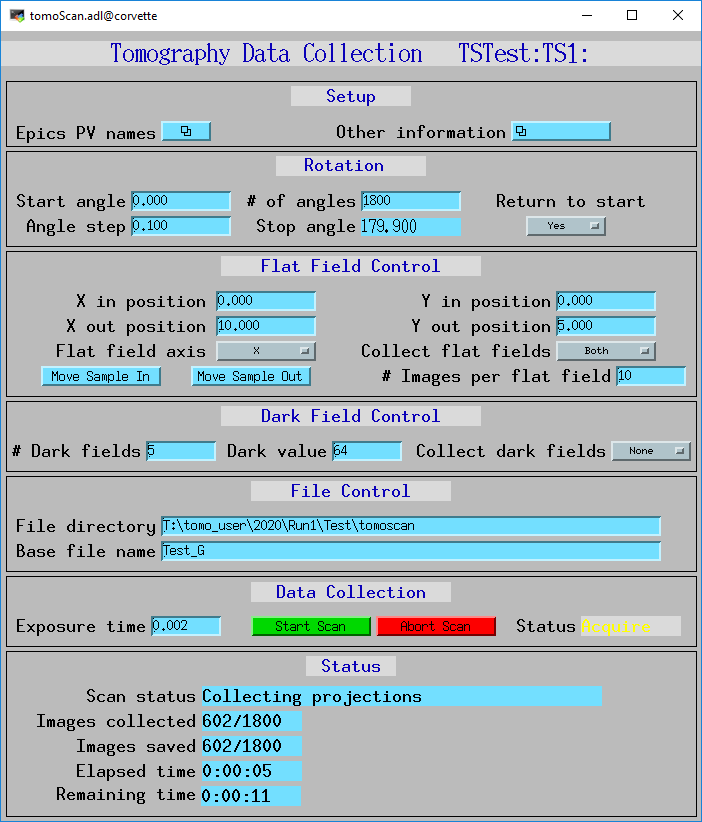 tomoScan.adl@corvette
Tomography Data Collection TSTest:TS1:
Setup
Epics PV names Other information
Rotation
Start angle 0.000 # of angles 1800 Return to start
Angle step 0.100 Stop angle 179.900 Yes
Flat Field Control
X in position 0.000 Y in position 0.000
X out position 10.000 Y out position 5.000
Flat field axis X Collect flat fields Both
Move Sample In Move Sample Out # Images per flat field 10
Dark Field Control
# Dark fields 5 Dark value 64 Collect dark fields None
File Control
File directory T:\tomo_user\2020\Run1\Test\tomoscan
Base file name Test_G
Data Collection
Exposure time 0.002 Start Scan Abort Scan Status Acquire
Status
Scan status Collecting projections
Images collected 602/1800
Images saved 602/1800
Elapsed time 0:00:05
Remaining time 0:00:11